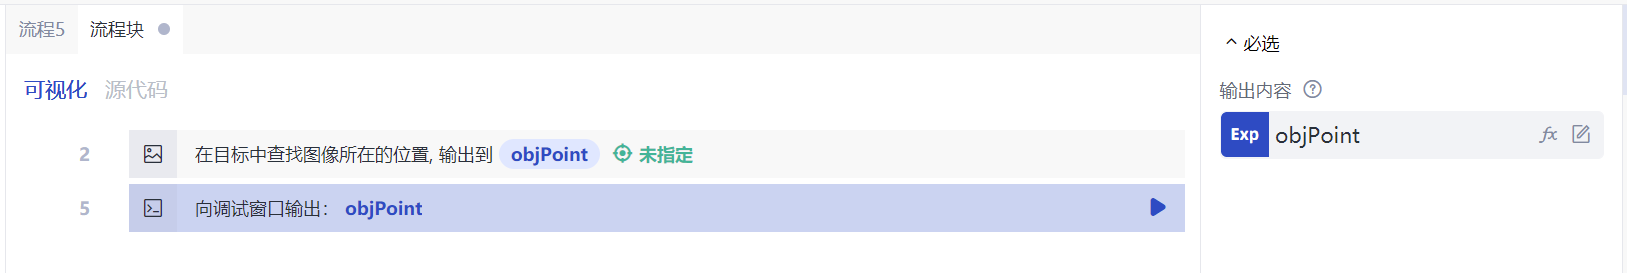 流程5 流程块
可视化 源代码
2 在目标中查找图像所在的位置, 输出到 objPoint 未指定
5 向调试窗口输出： objPoint
必选
输出内容 ?
Exp objPoint fx